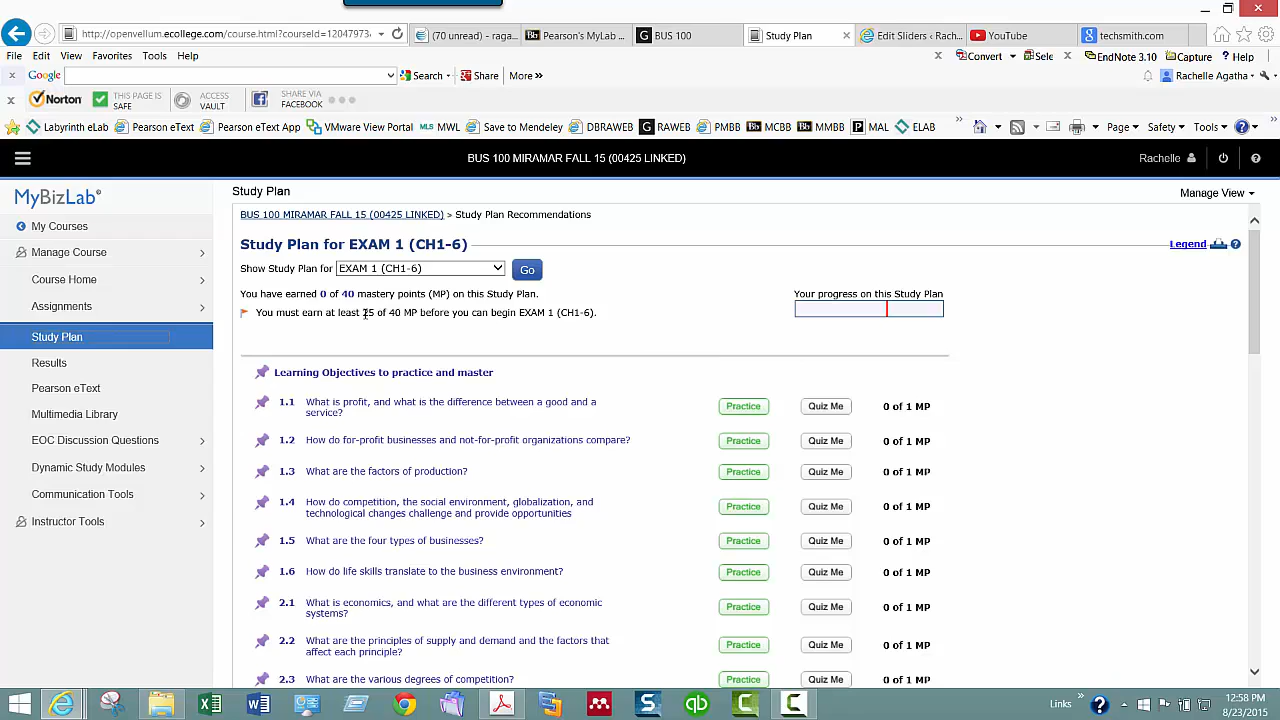 http://openvellum.ecollege.com/course.html?courseId=12047973
(70 unread) - raga...
Bb Pearson's MyLab ...
G BUS 100
Study Plan
Edit Sliders « Rach...
YouTube
techsmith.com
File Edit View Favorites Tools Help
x Convert Sele x EndNote 3.10 Capture ? Help
x Google Search Share More »
Rachelle Agatha
x Norton THIS PAGE IS SAFE ACCESS VAULT SHARE VIA FACEBOOK
Labyrinth eLab Pearson eText Pearson eText App VMware View Portal MLS MWL Save to Mendeley DBRAWEB G RAWEB PMBB Bb MCBB Bb MMBB P MAL ELAB » Page Safety Tools
BUS 100 MIRAMAR FALL 15 (00425 LINKED)
Rachelle
MyBizLab®
My Courses
Manage Course
Course Home
Assignments
Study Plan
Results
Pearson eText
Multimedia Library
EOC Discussion Questions
Dynamic Study Modules
Communication Tools
Instructor Tools
Study Plan
Manage View
BUS 100 MIRAMAR FALL 15 (00425 LINKED) > Study Plan Recommendations
Study Plan for EXAM 1 (CH1-6)
Legend
Show Study Plan for EXAM 1 (CH1-6) Go
You have earned 0 of 40 mastery points (MP) on this Study Plan.
Your progress on this Study Plan
You must earn at least 25 of 40 MP before you can begin EXAM 1 (CH1-6).
Learning Objectives to practice and master
1.1 What is profit, and what is the difference between a good and a service? Practice Quiz Me 0 of 1 MP
1.2 How do for-profit businesses and not-for-profit organizations compare? Practice Quiz Me 0 of 1 MP
1.3 What are the factors of production? Practice Quiz Me 0 of 1 MP
1.4 How do competition, the social environment, globalization, and technological changes challenge and provide opportunities Practice Quiz Me 0 of 1 MP
1.5 What are the four types of businesses? Practice Quiz Me 0 of 1 MP
1.6 How do life skills translate to the business environment? Practice Quiz Me 0 of 1 MP
2.1 What is economics, and what are the different types of economic systems? Practice Quiz Me 0 of 1 MP
2.2 What are the principles of supply and demand and the factors that affect each principle? Practice Quiz Me 0 of 1 MP
2.3 What are the various degrees of competition? Practice Quiz Me 0 of 1 MP
Links »
12:58 PM
8/23/2015